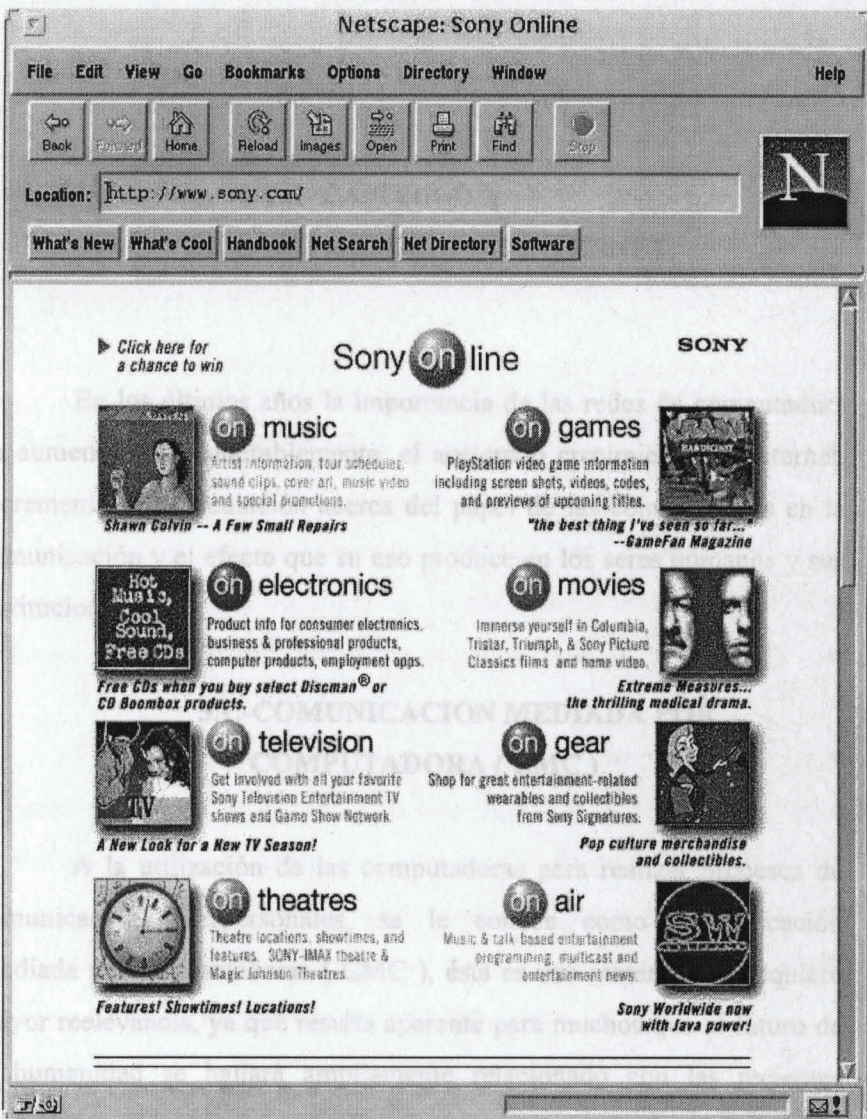 Netscape: Sony Online
File Edit View Go Bookmarks Options Directory Window Help
Back Forward Home Reload Images Open Print Find Stop
Location: http://www.sony.com/
N
What's New What's Cool Handbook Net Search Net Directory Software
Click here for
a chance to win
Sony on line
SONY
on music
Artist information, tour schedules,
sound clips, cover art, music video
and special promotions.
Shawn Colvin -- A Few Small Repairs
on games
PlayStation video game information
including screen shots, videos, codes,
and previews of upcoming titles.
"the best thing I've seen so far..."
--GameFan Magazine
Hot
Music,
Cool
Sound,
Free CDs
on electronics
Product info for consumer electronics,
business & professional products,
computer products, employment opps.
Free CDs when you buy select Discman® or
CD Boombox products.
on movies
Immerse yourself in Columbia,
Tristar, Triumph, & Sony Picture
Classics films and home video.
Extreme Measures...
the thrilling medical drama.
TV
on television
Get involved with all your favorite
Sony Television Entertainment TV
shows and Game Show Network.
A New Look for a New TV Season!
on gear
Shop for great entertainment-related
wearables and collectibles
from Sony Signatures.
Pop culture merchandise
and collectibles.
on theatres
Theatre locations, showtimes, and
features. SONY-IMAX theatre &
Magic Johnson Theatres.
Features! Showtimes! Locations!
on air
Music & talk-based entertainment
programming, multicast and
entertainment news.
SW
Sony Worldwide now
with Java power!